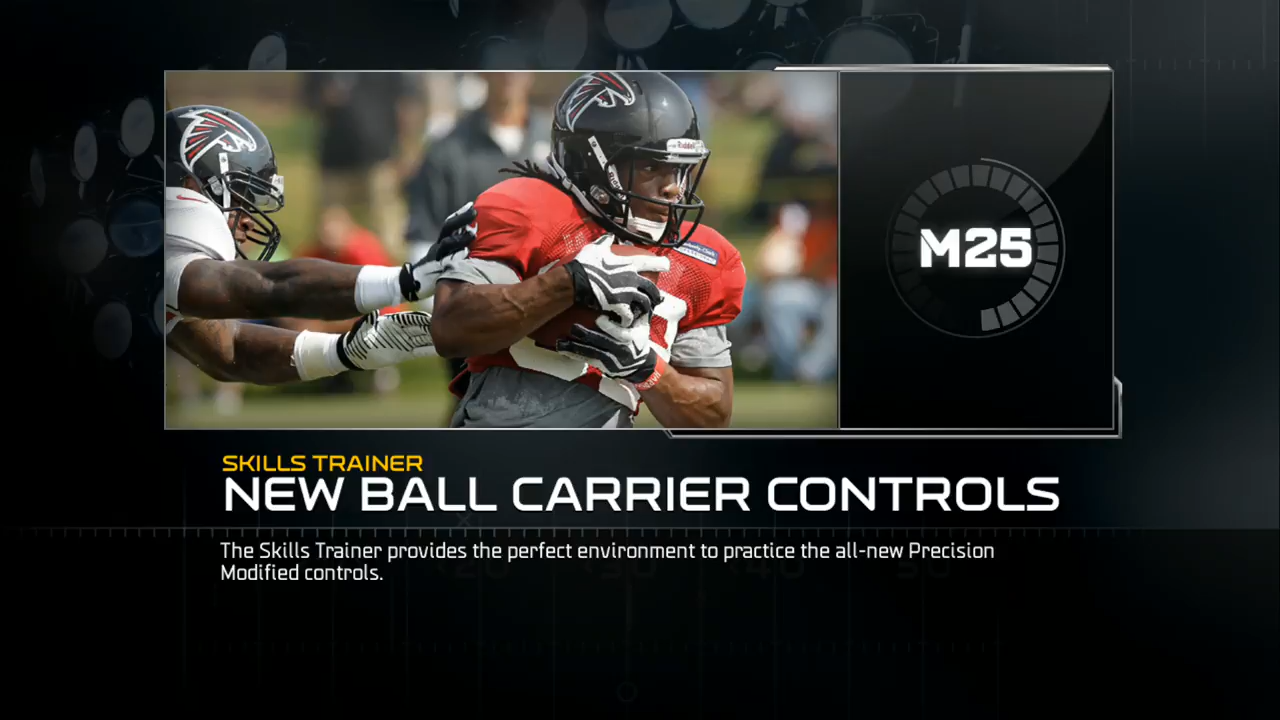 Riddell
M25
SKILLS TRAINER
NEW BALL CARRIER CONTROLS
The Skills Trainer provides the perfect environment to practice the all-new Precision
Modified controls.